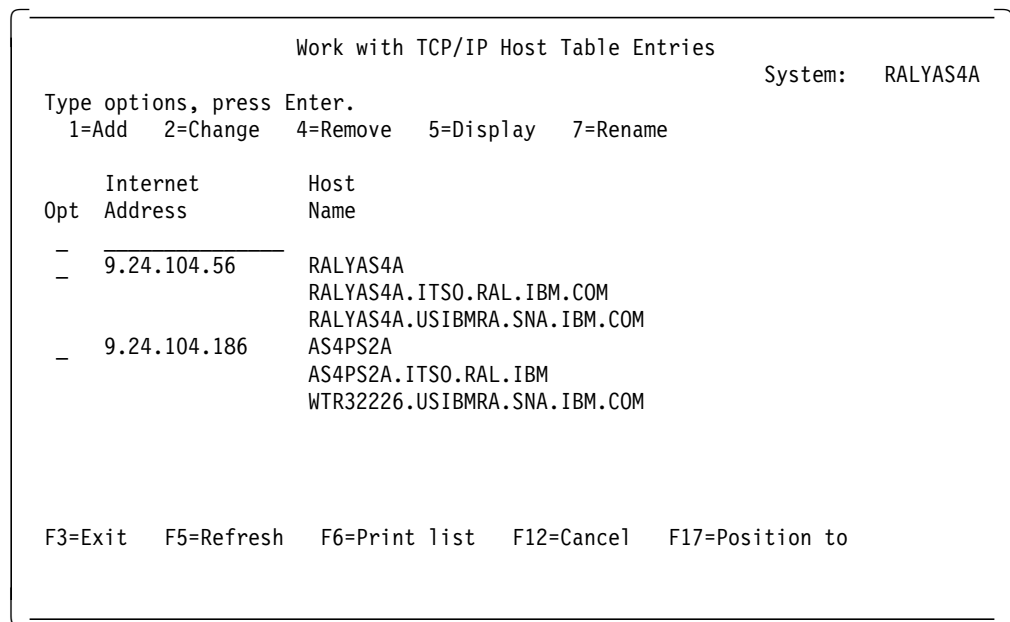 Work with TCP/IP Host Table Entries
System: RALYAS4A
Type options, press Enter.
1=Add 2=Change 4=Remove 5=Display 7=Rename
Internet Host
Opt Address Name
_ _______________
_ 9.24.104.56 RALYAS4A
RALYAS4A.ITSO.RAL.IBM.COM
RALYAS4A.USIBMRA.SNA.IBM.COM
_ 9.24.104.186 AS4PS2A
AS4PS2A.ITSO.RAL.IBM
WTR32226.USIBMRA.SNA.IBM.COM
F3=Exit F5=Refresh F6=Print list F12=Cancel F17=Position to